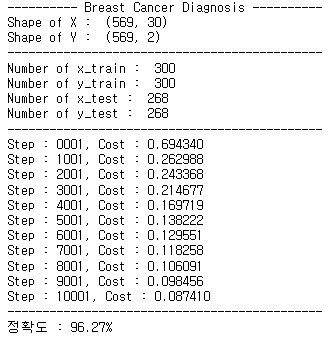 ---------- Breast Cancer Diagnosis ----------
Shape of X :  (569, 30)
Shape of Y :  (569, 2)
---------------------------------------------
Number of x_train :  300
Number of y_train :  300
Number of x_test :  268
Number of y_test :  268
---------------------------------------------
Step : 0001, Cost : 0.694340
Step : 1001, Cost : 0.262988
Step : 2001, Cost : 0.243368
Step : 3001, Cost : 0.214677
Step : 4001, Cost : 0.169719
Step : 5001, Cost : 0.138222
Step : 6001, Cost : 0.129551
Step : 7001, Cost : 0.118258
Step : 8001, Cost : 0.106091
Step : 9001, Cost : 0.098456
Step : 10001, Cost : 0.087410
---------------------------------------------
정확도 : 96.27%